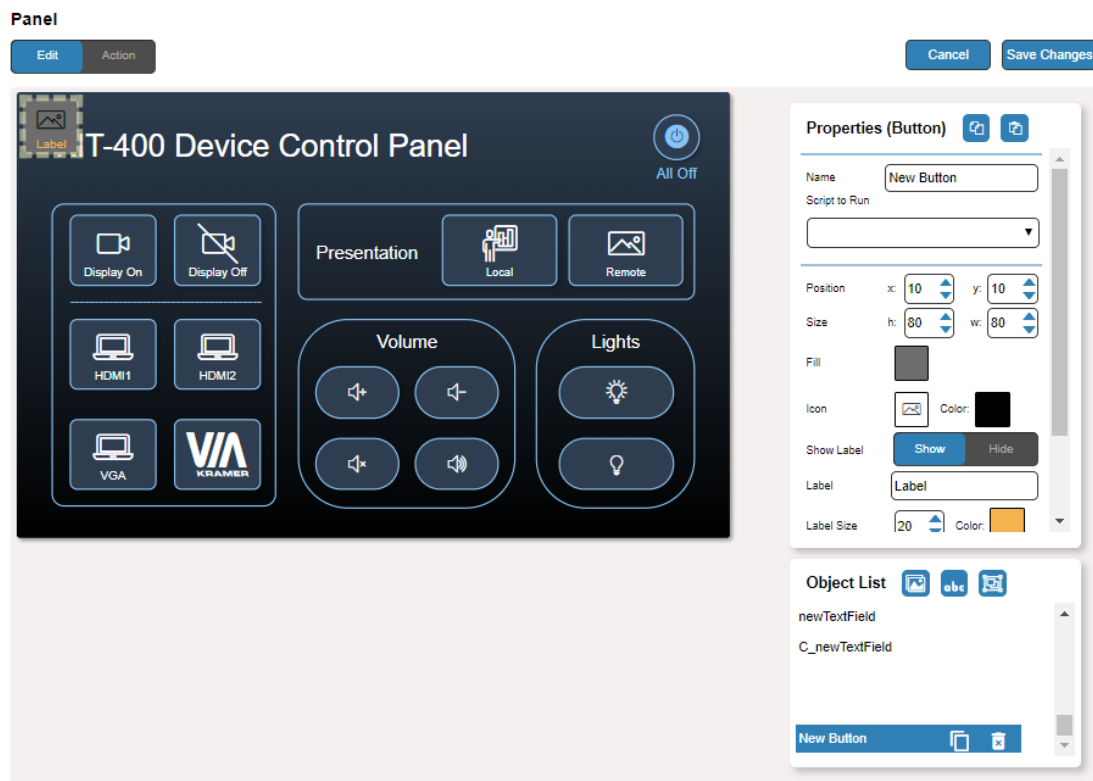 Panel
Edit Action
Cancel Save Changes
Label
T-400 Device Control Panel
All Off
Display On Display Off
Presentation
Local Remote
HDMI1 HDMI2
VGA
VIA
KRAMER
Volume
Lights
Properties (Button)
Name New Button
Script to Run
Position x: 10 y: 10
Size h: 80 w: 80
Fill
Icon Color:
Show Label Show Hide
Label Label
Label Size 20 Color:
Object List abc
newTextField
C_newTextField
New Button